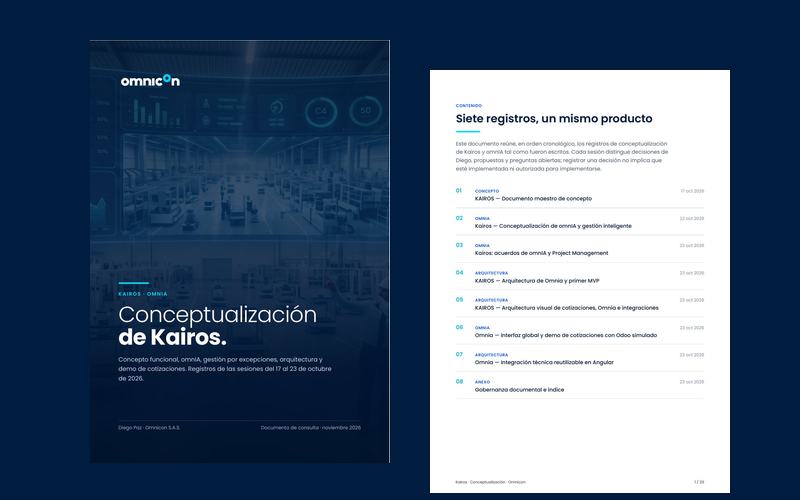 omnicon
C4
50
KAIROS · OMNIA
Conceptualización
de Kairos.
Concepto funcional, omnIA, gestión por excepciones, arquitectura y
demo de cotizaciones. Registros de las sesiones del 17 al 23 de octubre
de 2026.
Diego Paz · Omnicon S.A.S.
Documento de consulta · noviembre 2026
CONTENIDO
Siete registros, un mismo producto
Este documento reúne, en orden cronológico, los registros de conceptualización
de Kairos y omnIA tal como fueron escritos. Cada sesión distingue decisiones de
Diego, propuestas y preguntas abiertas; registrar una decisión no implica que
esté implementada ni autorizada para implementarse.
01 CONCEPTO 17 oct 2026
KAIROS — Documento maestro de concepto
02 OMNIA 22 oct 2026
Kairos — Conceptualización de omnIA y gestión inteligente
03 OMNIA 23 oct 2026
Kairos: acuerdos de omnIA y Project Management
04 ARQUITECTURA 23 oct 2026
KAIROS — Arquitectura de Omnia y primer MVP
05 ARQUITECTURA 23 oct 2026
KAIROS — Arquitectura visual de cotizaciones, Omnia e integraciones
06 OMNIA 23 oct 2026
Omnia — interfaz global y demo de cotizaciones con Odoo simulado
07 ARQUITECTURA 23 oct 2026
Omnia — integración técnica reutilizable en Angular
08 ANEXO 23 oct 2026
Gobernanza documental e índice
Kairos · Conceptualización · Omnicon